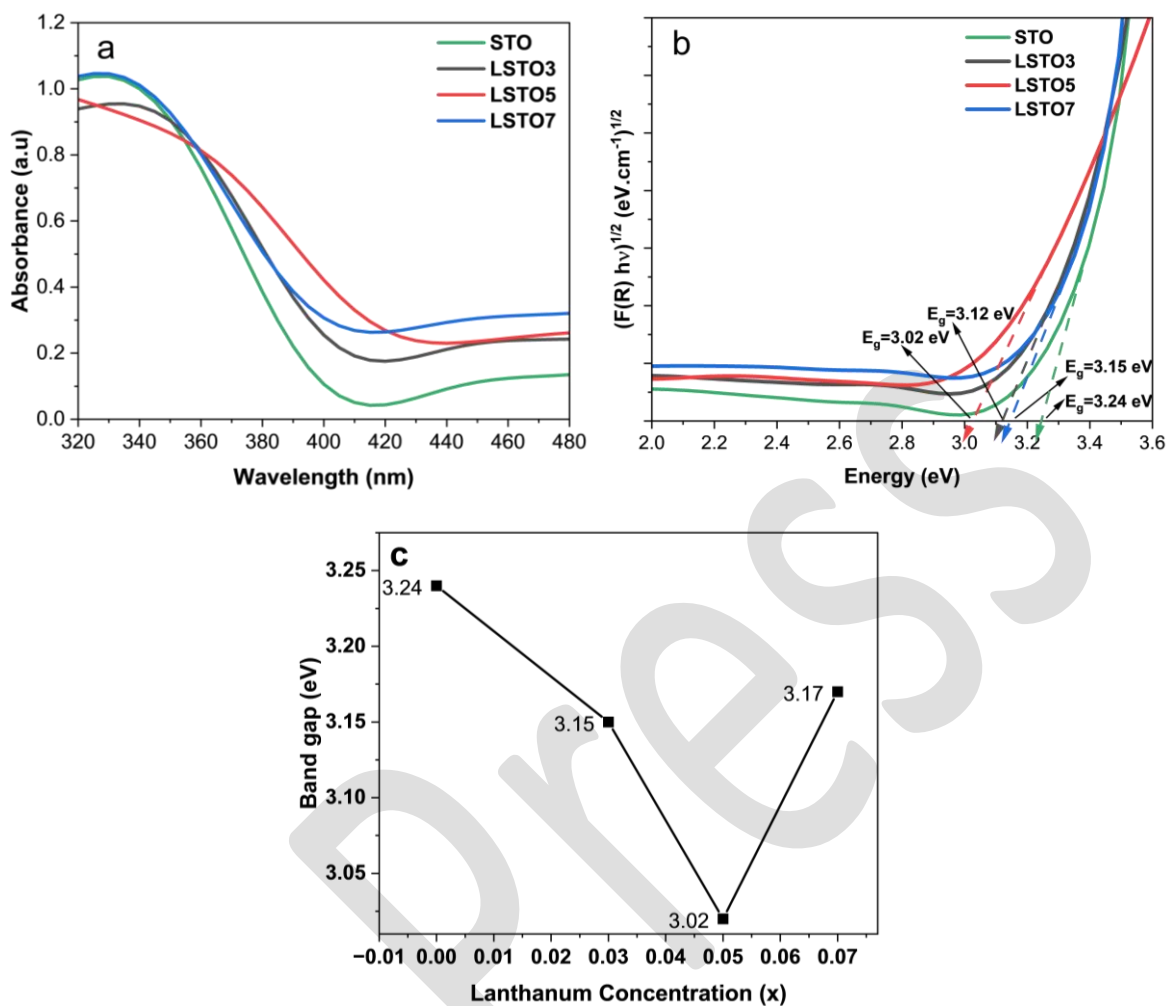 a
STO
LSTO3
LSTO5
LSTO7
Absorbance (a.u)
1.2
1.0
0.8
0.6
0.4
0.2
0.0
320 340 360 380 400 420 440 460 480
Wavelength (nm)
b
STO
LSTO3
LSTO5
LSTO7
(F(R) hν)1/2 (eV.cm-1)1/2
Eg=3.12 eV
Eg=3.02 eV
Eg=3.15 eV
Eg=3.24 eV
2.0 2.2 2.4 2.6 2.8 3.0 3.2 3.4 3.6
Energy (eV)
c
Band gap (eV)
3.25
3.20
3.15
3.10
3.05
3.24
3.15
3.17
3.02
−0.01 0.00 0.01 0.02 0.03 0.04 0.05 0.06 0.07
Lanthanum Concentration (x)
Press